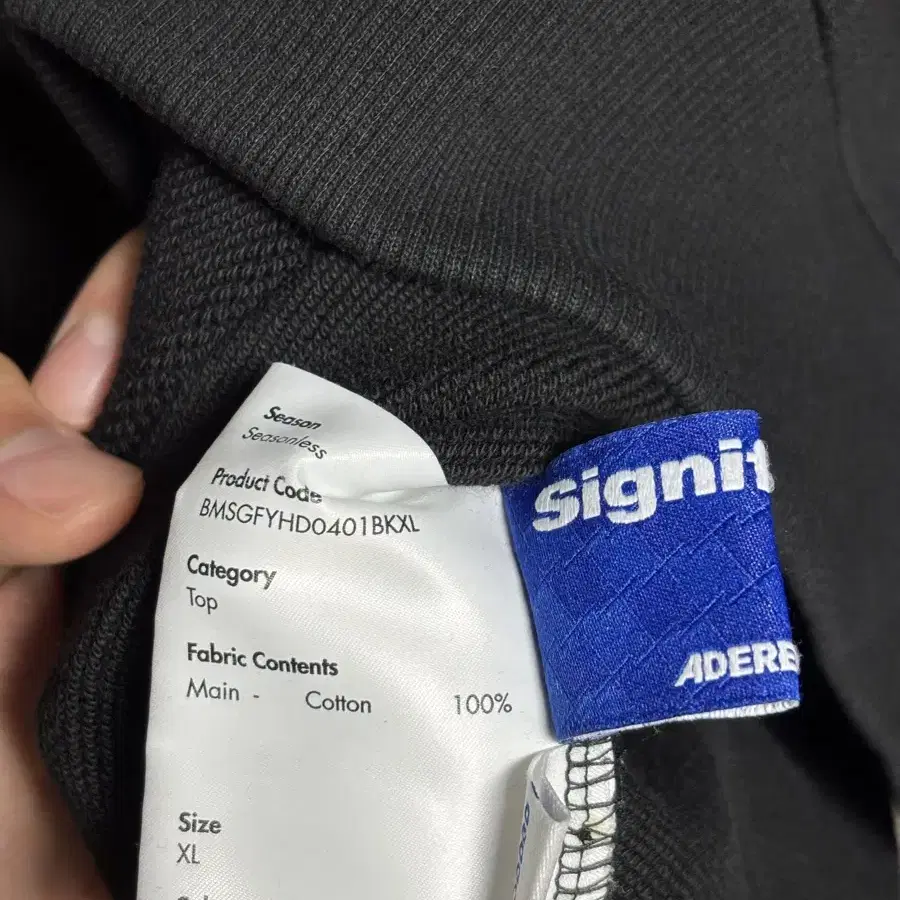 Season
Seasonless
Product Code
BMSGFYHD0401BKXL
Category
Top
Fabric Contents
Main - Cotton 100%
Size
XL
Signit
ADERE